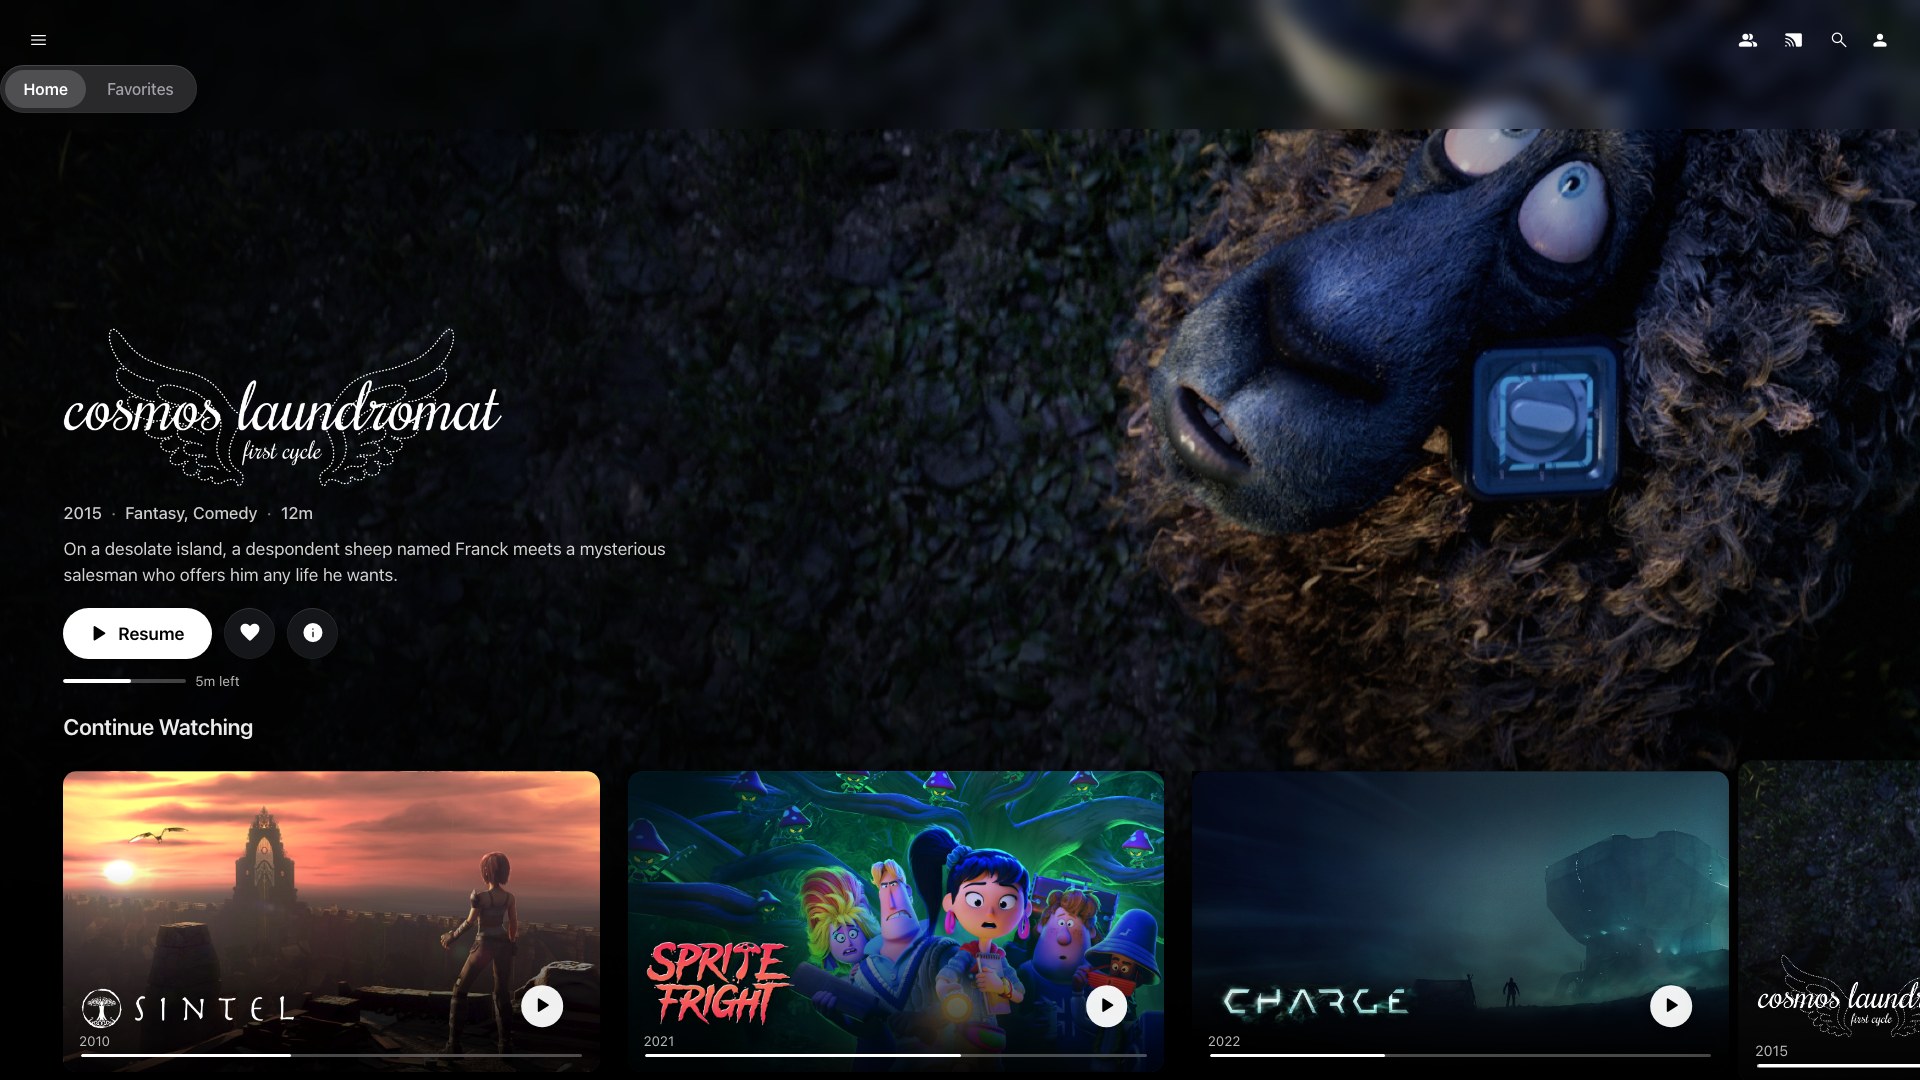 Home
Favorites
cosmos laundromat
first cycle
2015 · Fantasy, Comedy · 12m
On a desolate island, a despondent sheep named Franck meets a mysterious
salesman who offers him any life he wants.
Resume
5m left
Continue Watching
SINTEL
2010
SPRITE
FRIGHT
2021
CHARGE
2022
cosmos laund
first cycle
2015